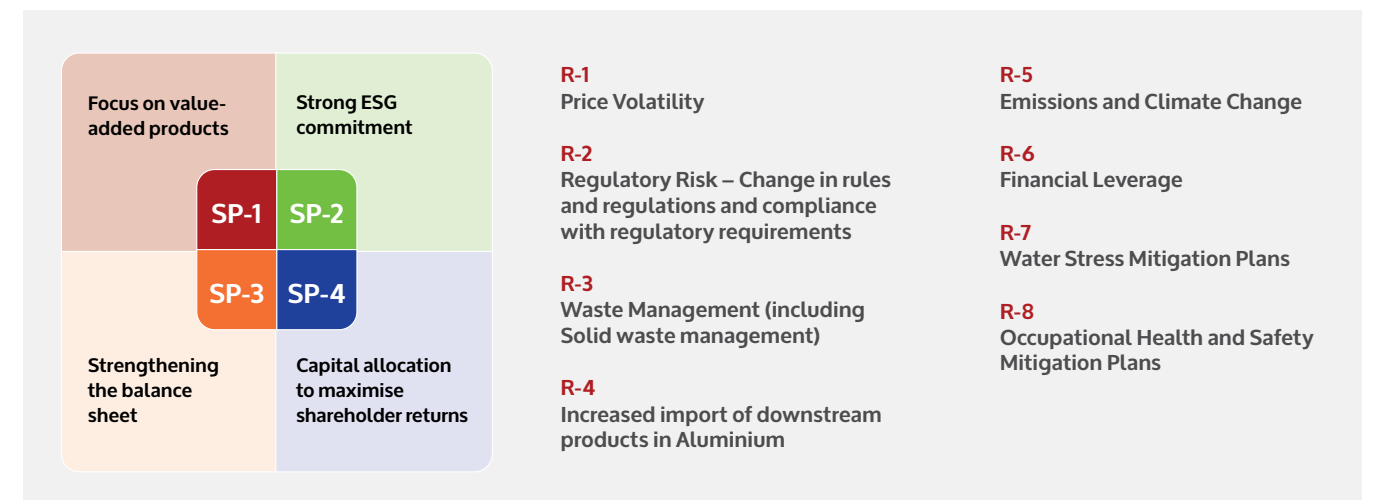 Focus on value-
added products
Strong ESG
commitment
SP-1
SP-2
SP-3
SP-4
Strengthening
the balance
sheet
Capital allocation
to maximise
shareholder returns
R-1
Price Volatility
R-2
Regulatory Risk – Change in rules
and regulations and compliance
with regulatory requirements
R-3
Waste Management (including
Solid waste management)
R-4
Increased import of downstream
products in Aluminium
R-5
Emissions and Climate Change
R-6
Financial Leverage
R-7
Water Stress Mitigation Plans
R-8
Occupational Health and Safety
Mitigation Plans